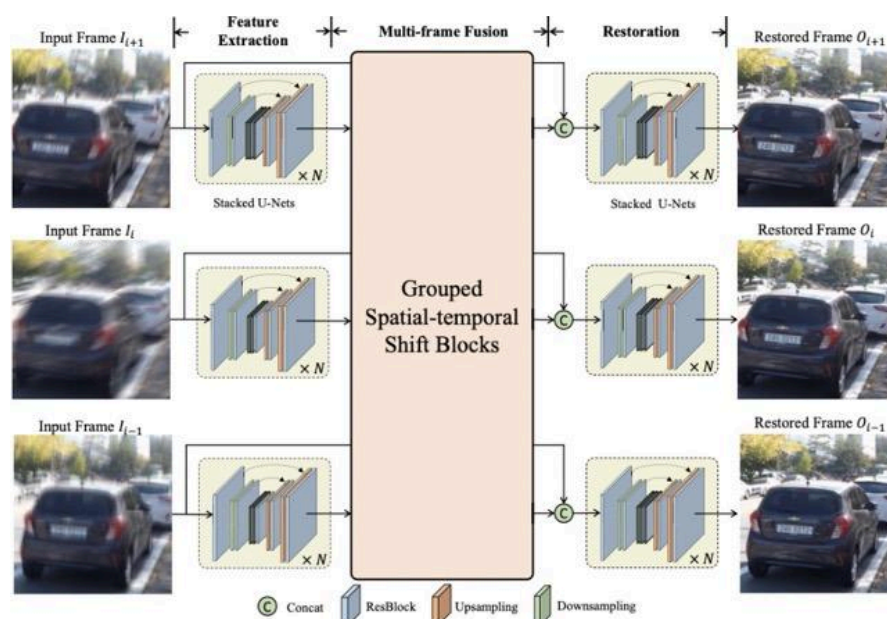 Feature
Extraction
Multi-frame Fusion
Restoration
Input Frame I_{i+1}
Restored Frame O_{i+1}
× N
× N
Stacked U-Nets
Stacked U-Nets
C
Input Frame I_i
Restored Frame O_i
Grouped
Spatial-temporal
Shift Blocks
× N
× N
C
Input Frame I_{i−1}
Restored Frame O_{i−1}
× N
× N
C
C Concat ResBlock Upsampling Downsampling